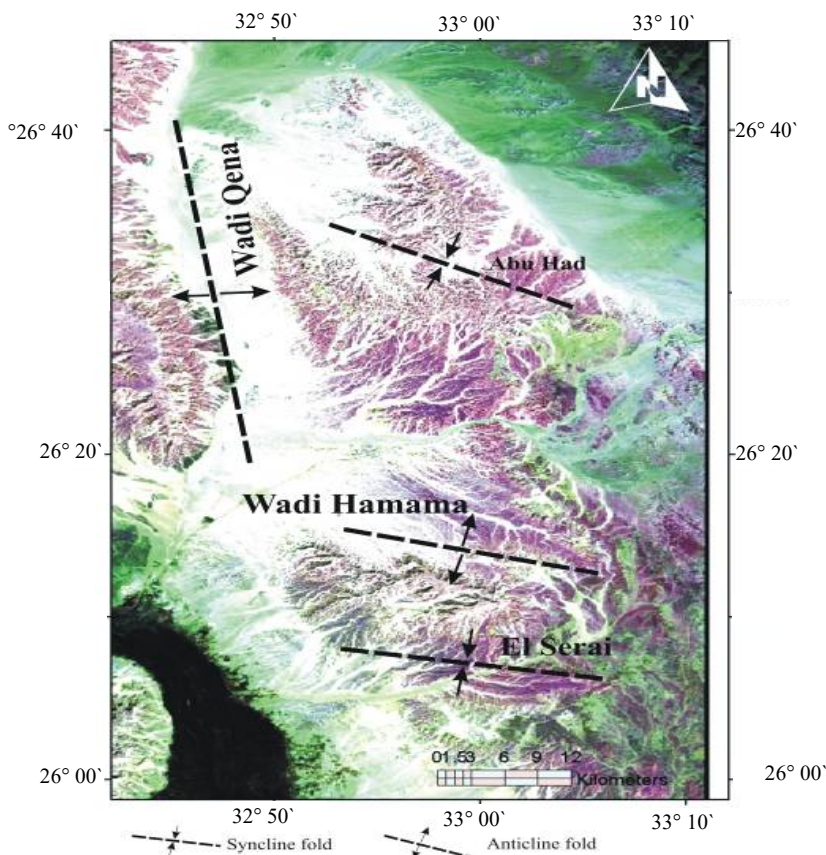 32° 50` 33° 00 33° 10`
N
°26° 40` 26° 40`
Wadi Qena
Abu Had
26° 20` 26° 20`
Wadi Hamama
El Serai
01.53 6 9 12
Kilometers
26° 00` 26° 00`
32° 50` 33° 00` 33° 10`
Syncline fold Anticline fold